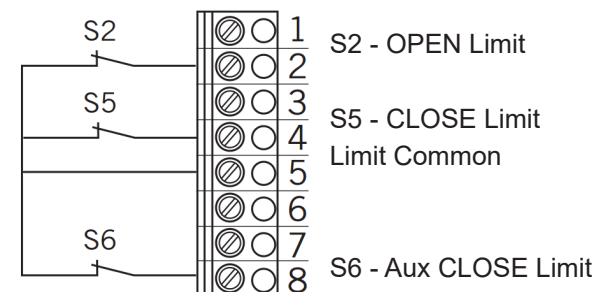 S2
1
S2 - OPEN Limit
2
S5
3
S5 - CLOSE Limit
4
Limit Common
5
6
S6
7
8
S6 - Aux CLOSE Limit